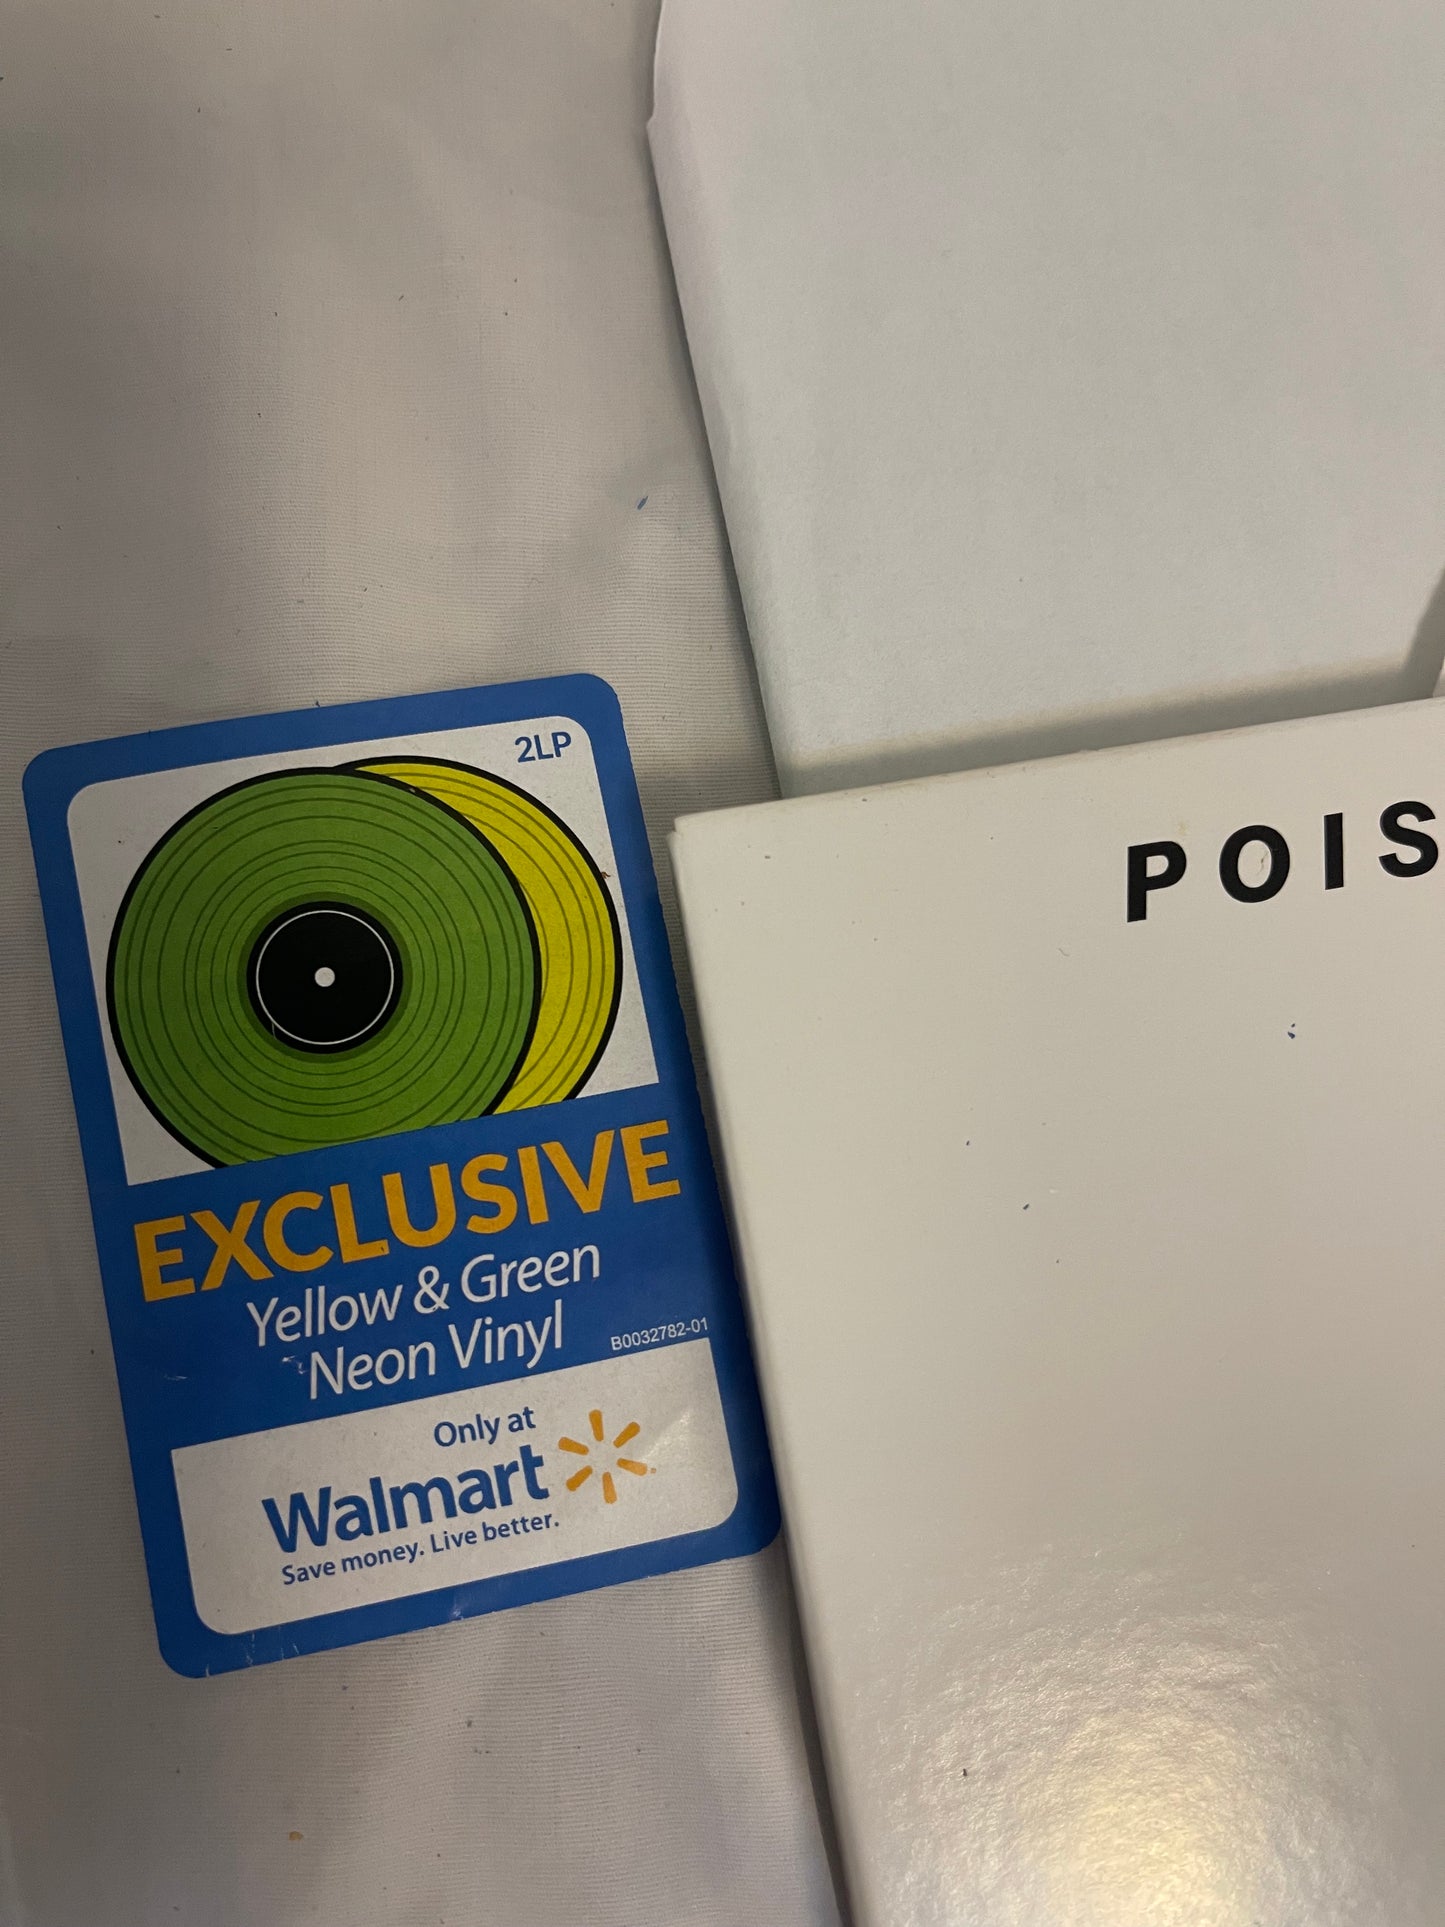 2LP
EXCLUSIVE
Yellow & Green
Neon Vinyl
B0032782-01
Only at
Walmart
Save money. Live better.
POIS